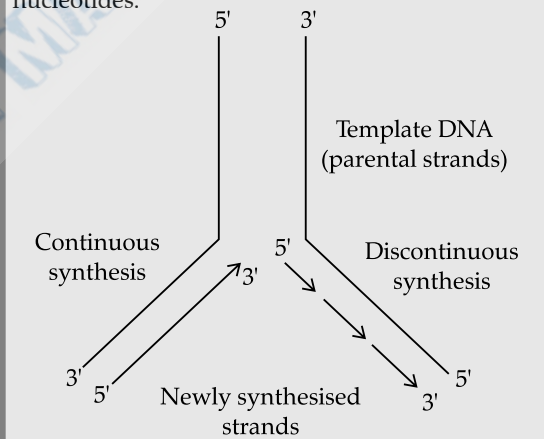 nucleotides.
5' 3'
Template DNA
(parental strands)
Continuous
synthesis
5'
3'
Discontinuous
synthesis
3'
5'
Newly synthesised
strands
3'
5'